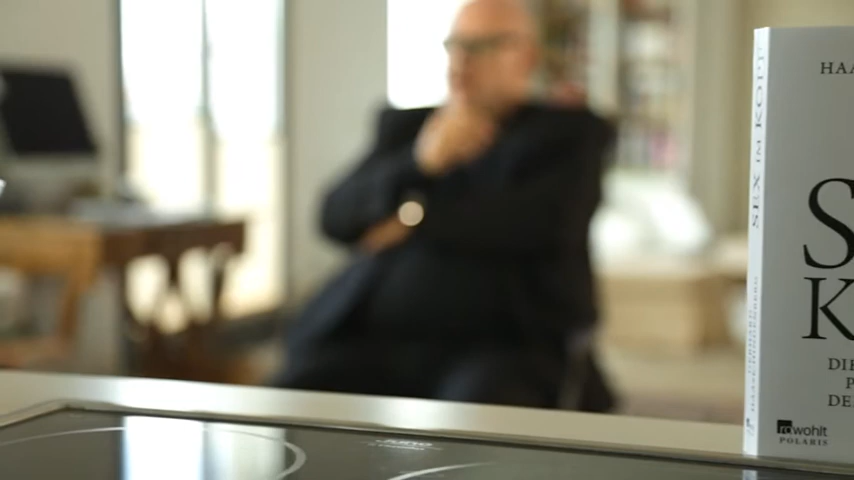 SEX IM KOPF
HAA
S
K
DIE
P
DE
rowohlt
POLARIS